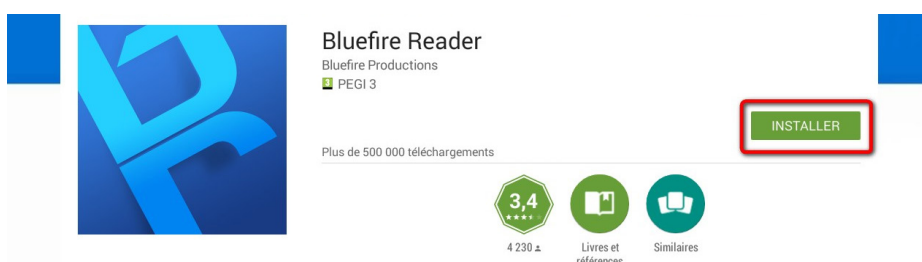 Bluefire Reader
Bluefire Productions
3 PEGI 3
INSTALLER
Plus de 500 000 téléchargements
3,4
4 230
Livres et
références
Similaires